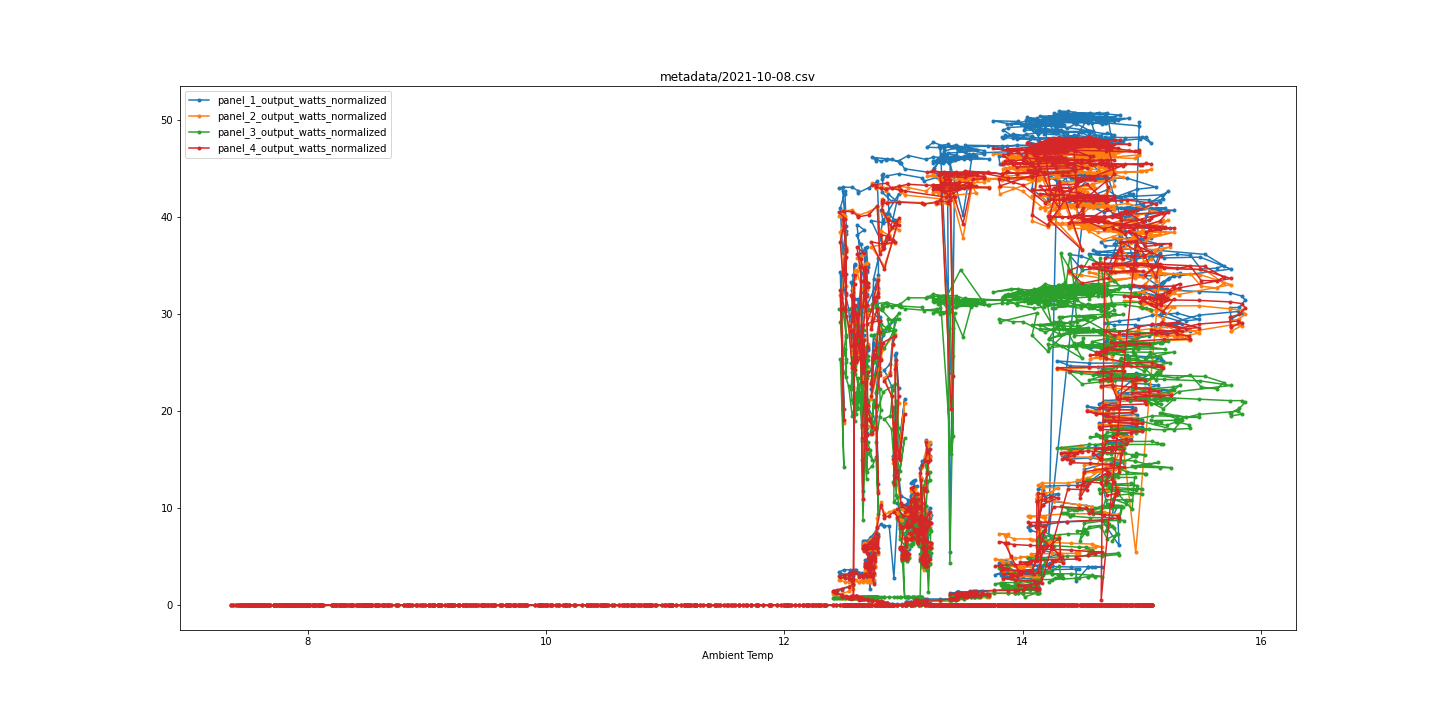 metadata/2021-10-08.csv
panel_1_output_watts_normalized
panel_2_output_watts_normalized
panel_3_output_watts_normalized
panel_4_output_watts_normalized
50
40
30
20
10
0
8 10 12 14 16
Ambient Temp